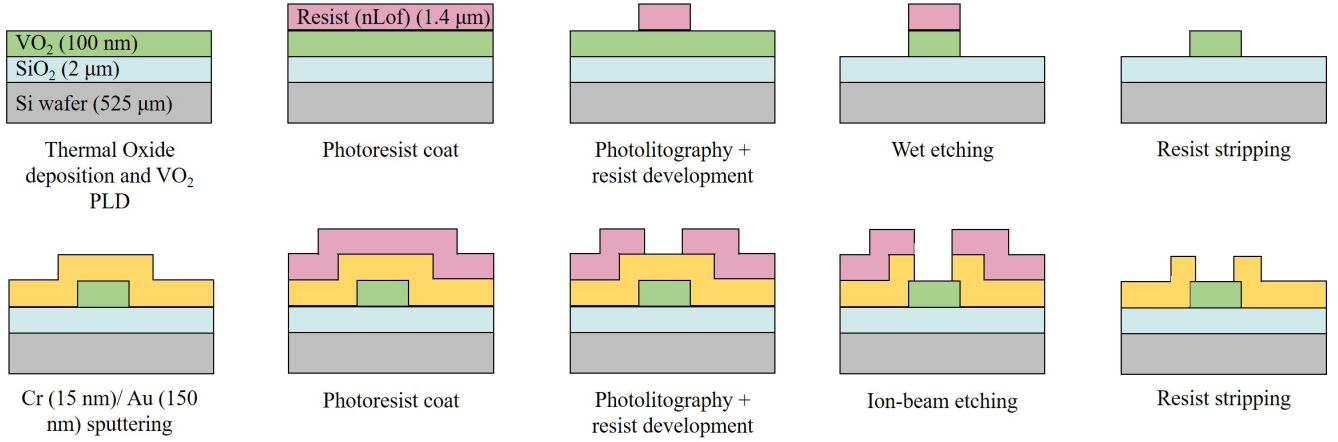 Resist (nLof) (1.4 μm)
VO₂ (100 nm)
SiO₂ (2 μm)
Si wafer (525 μm)
Thermal Oxide
deposition and VO₂
PLD
Photoresist coat
Photolitography +
resist development
Wet etching
Resist stripping
Cr (15 nm)/ Au (150
nm) sputtering
Photoresist coat
Photolitography +
resist development
Ion-beam etching
Resist stripping